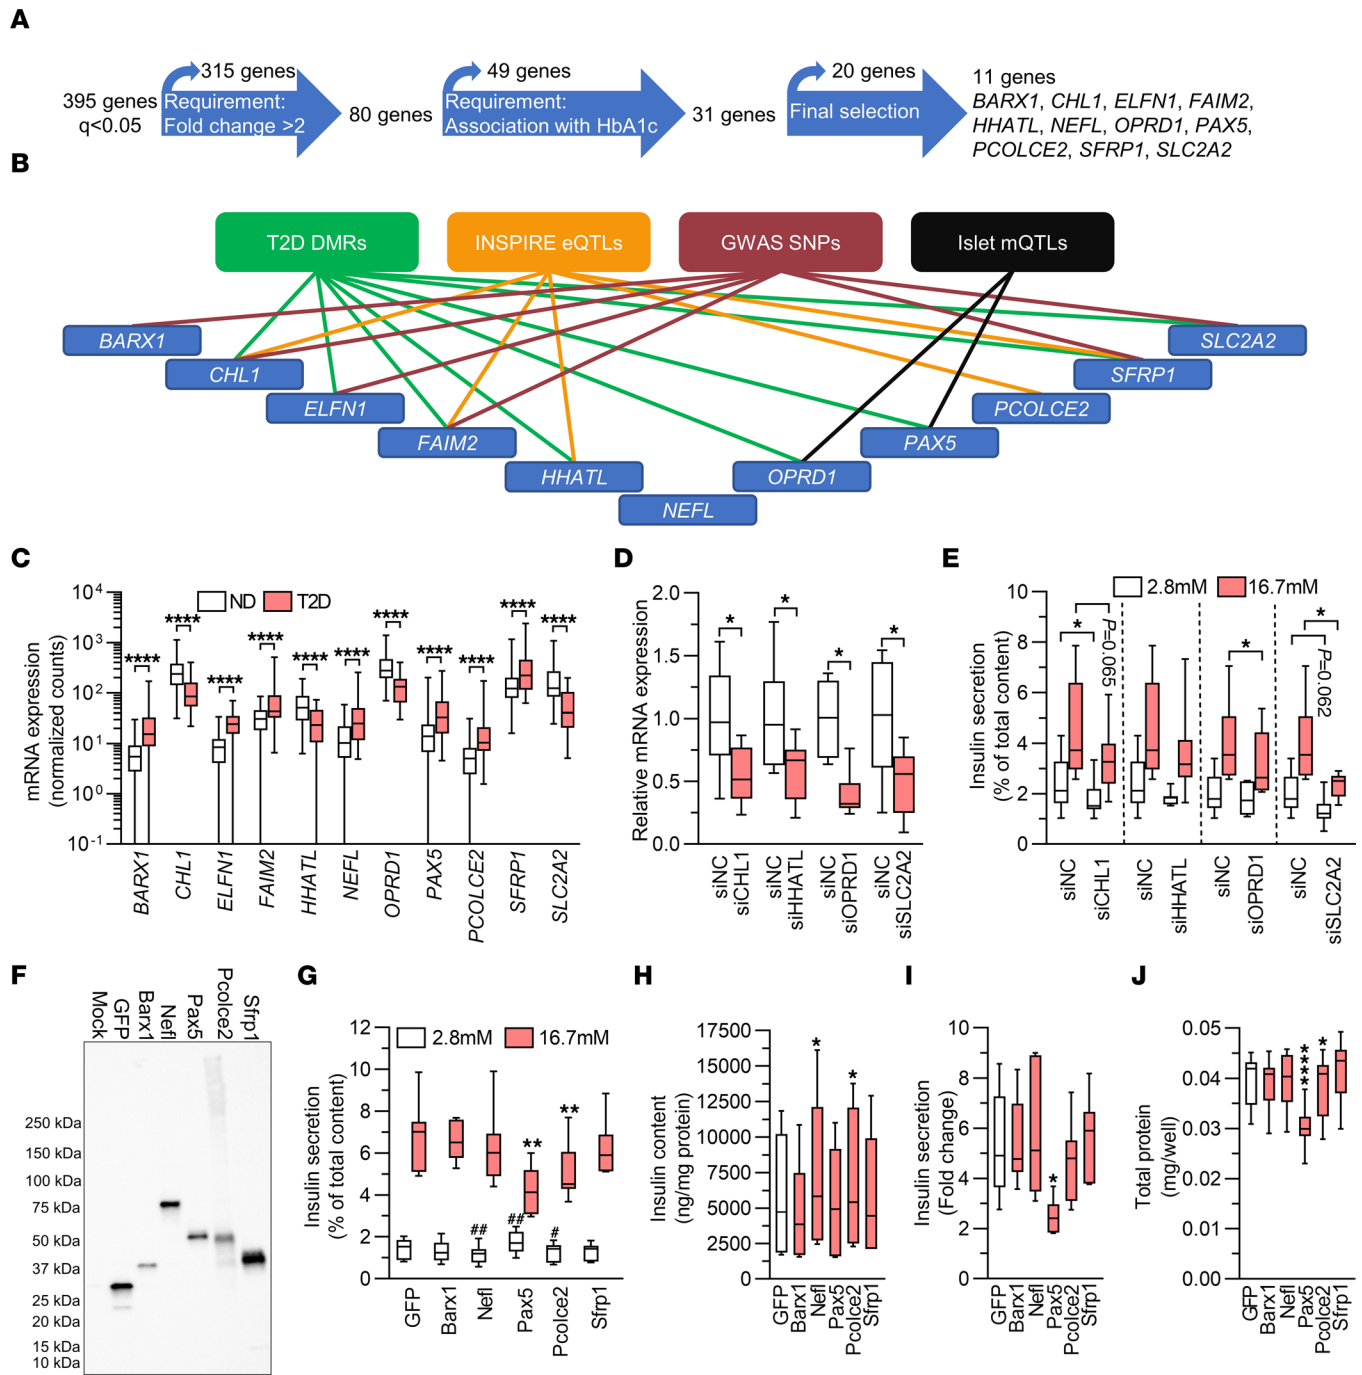 A
395 genes
q<0.05
315 genes
Requirement:
Fold change >2
80 genes
49 genes
Requirement:
Association with HbA1c
31 genes
20 genes
Final selection
11 genes
BARX1, CHL1, ELFN1, FAIM2,
HHATL, NEFL, OPRD1, PAX5,
PCOLCE2, SFRP1, SLC2A2
B
T2D DMRs
INSPIRE eQTLs
GWAS SNPs
Islet mQTLs
BARX1
CHL1
ELFN1
FAIM2
HHATL
NEFL
OPRD1
PAX5
PCOLCE2
SFRP1
SLC2A2
C
mRNA expression
(normalized counts)
10⁴
10³
10²
10¹
10⁰
10⁻¹
ND
T2D
****
****
****
****
****
****
****
****
****
****
****
BARX1
CHL1
ELFN1
FAIM2
HHATL
NEFL
OPRD1
PAX5
PCOLCE2
SFRP1
SLC2A2
D
Relative mRNA expression
2.0
1.5
1.0
0.5
0.0
*
*
*
*
siNC
siCHL1
siNC
siHHATL
siNC
siOPRD1
siNC
siSLC2A2
E
Insulin secretion
(% of total content)
10
8
6
4
2
0
2.8mM
16.7mM
*
P=0.065
*
*
P=0.062
siNC
siCHL1
siNC
siHHATL
siNC
siOPRD1
siNC
siSLC2A2
F
Mock
GFP
Barx1
Nefl
Pax5
Pcolce2
Sfrp1
250 kDa
150 kDa
100 kDa
75 kDa
50 kDa
37 kDa
25 kDa
20 kDa
15 kDa
10 kDa
G
Insulin secretion
(% of total content)
12
10
8
6
4
2
0
2.8mM
16.7mM
##
**
##
**
#
GFP
Barx1
Nefl
Pax5
Pcolce2
Sfrp1
H
Insulin content
(ng/mg protein)
17500
15000
12500
10000
7500
5000
2500
0
*
*
GFP
Barx1
Nefl
Pax5
Pcolce2
Sfrp1
I
Insulin secretion
(Fold change)
10
8
6
4
2
0
*
GFP
Barx1
Nefl
Pax5
Pcolce2
Sfrp1
J
Total protein
(mg/well)
0.05
0.04
0.03
0.02
0.01
0.00
****
*
GFP
Barx1
Nefl
Pax5
Pcolce2
Sfrp1